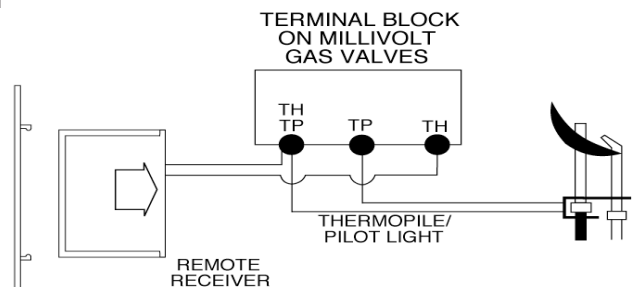 TERMINAL BLOCK
ON MILLIVOLT
GAS VALVES
TH
TP TP TH
THERMOPILE/
PILOT LIGHT
REMOTE
RECEIVER